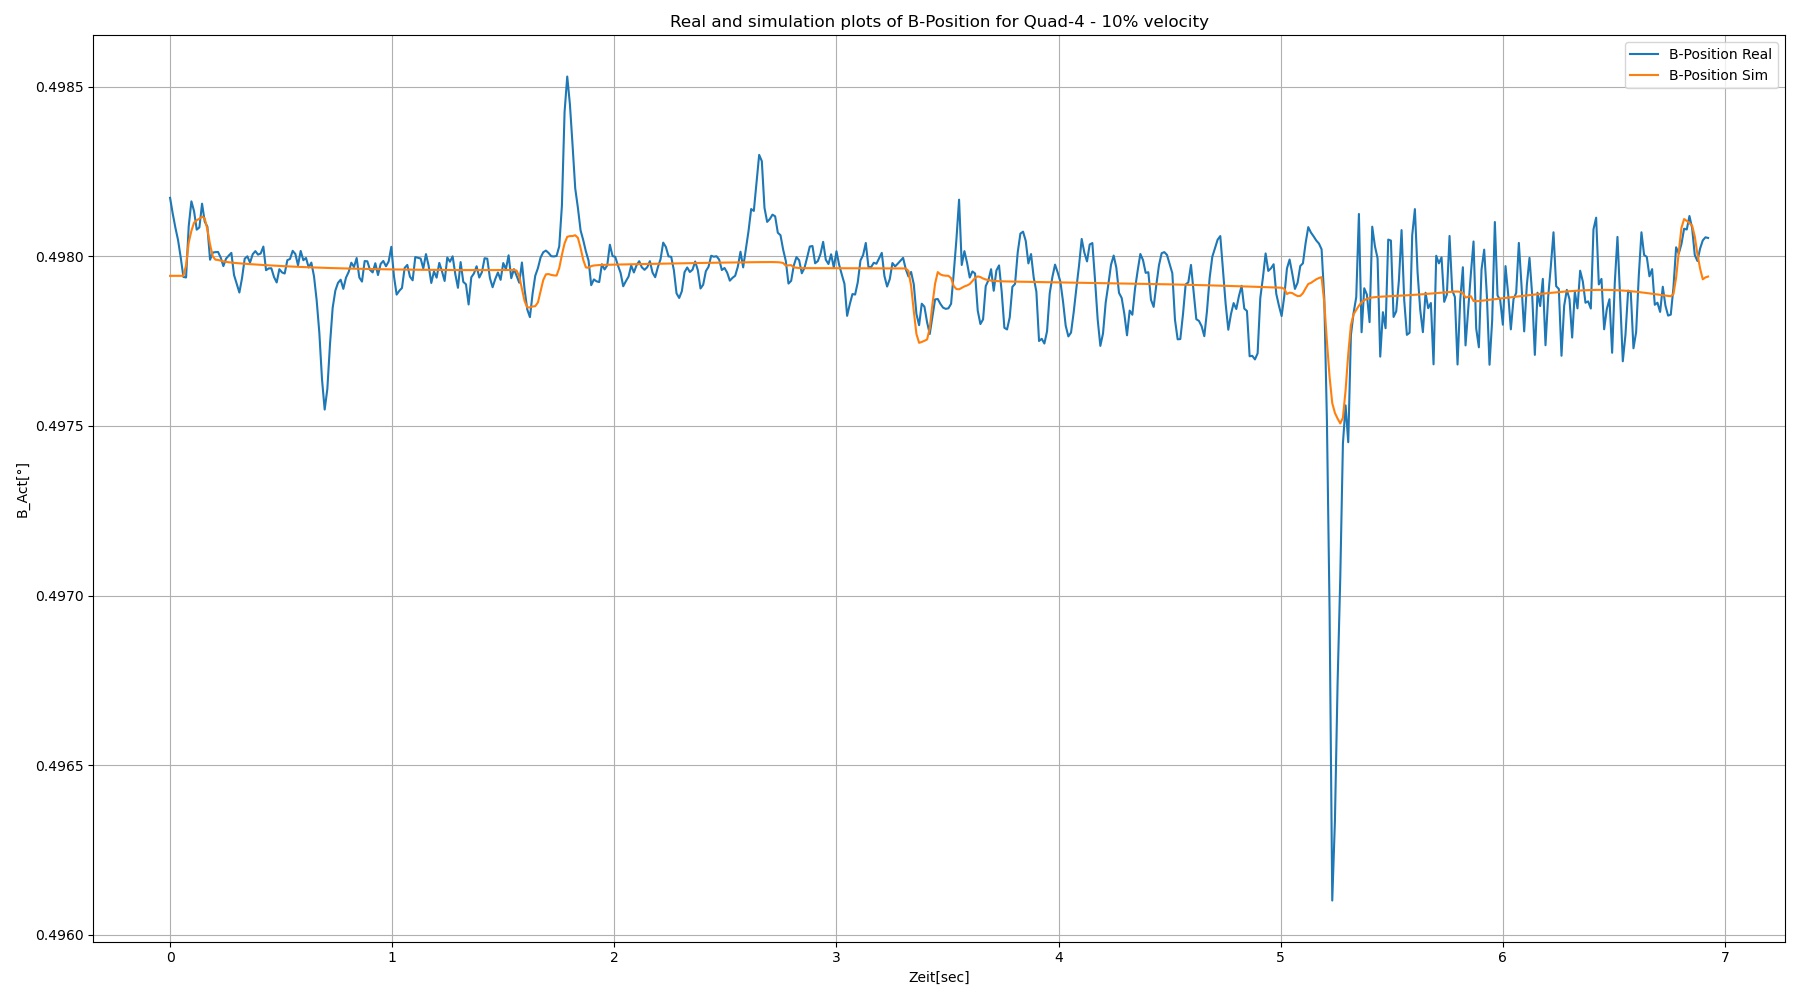 Real and simulation plots of B-Position for Quad-4 - 10% velocity
B-Position Real
B-Position Sim
0.4985
0.4980
0.4975
0.4970
0.4965
0.4960
B_Act[°]
0 1 2 3 4 5 6 7
Zeit[sec]